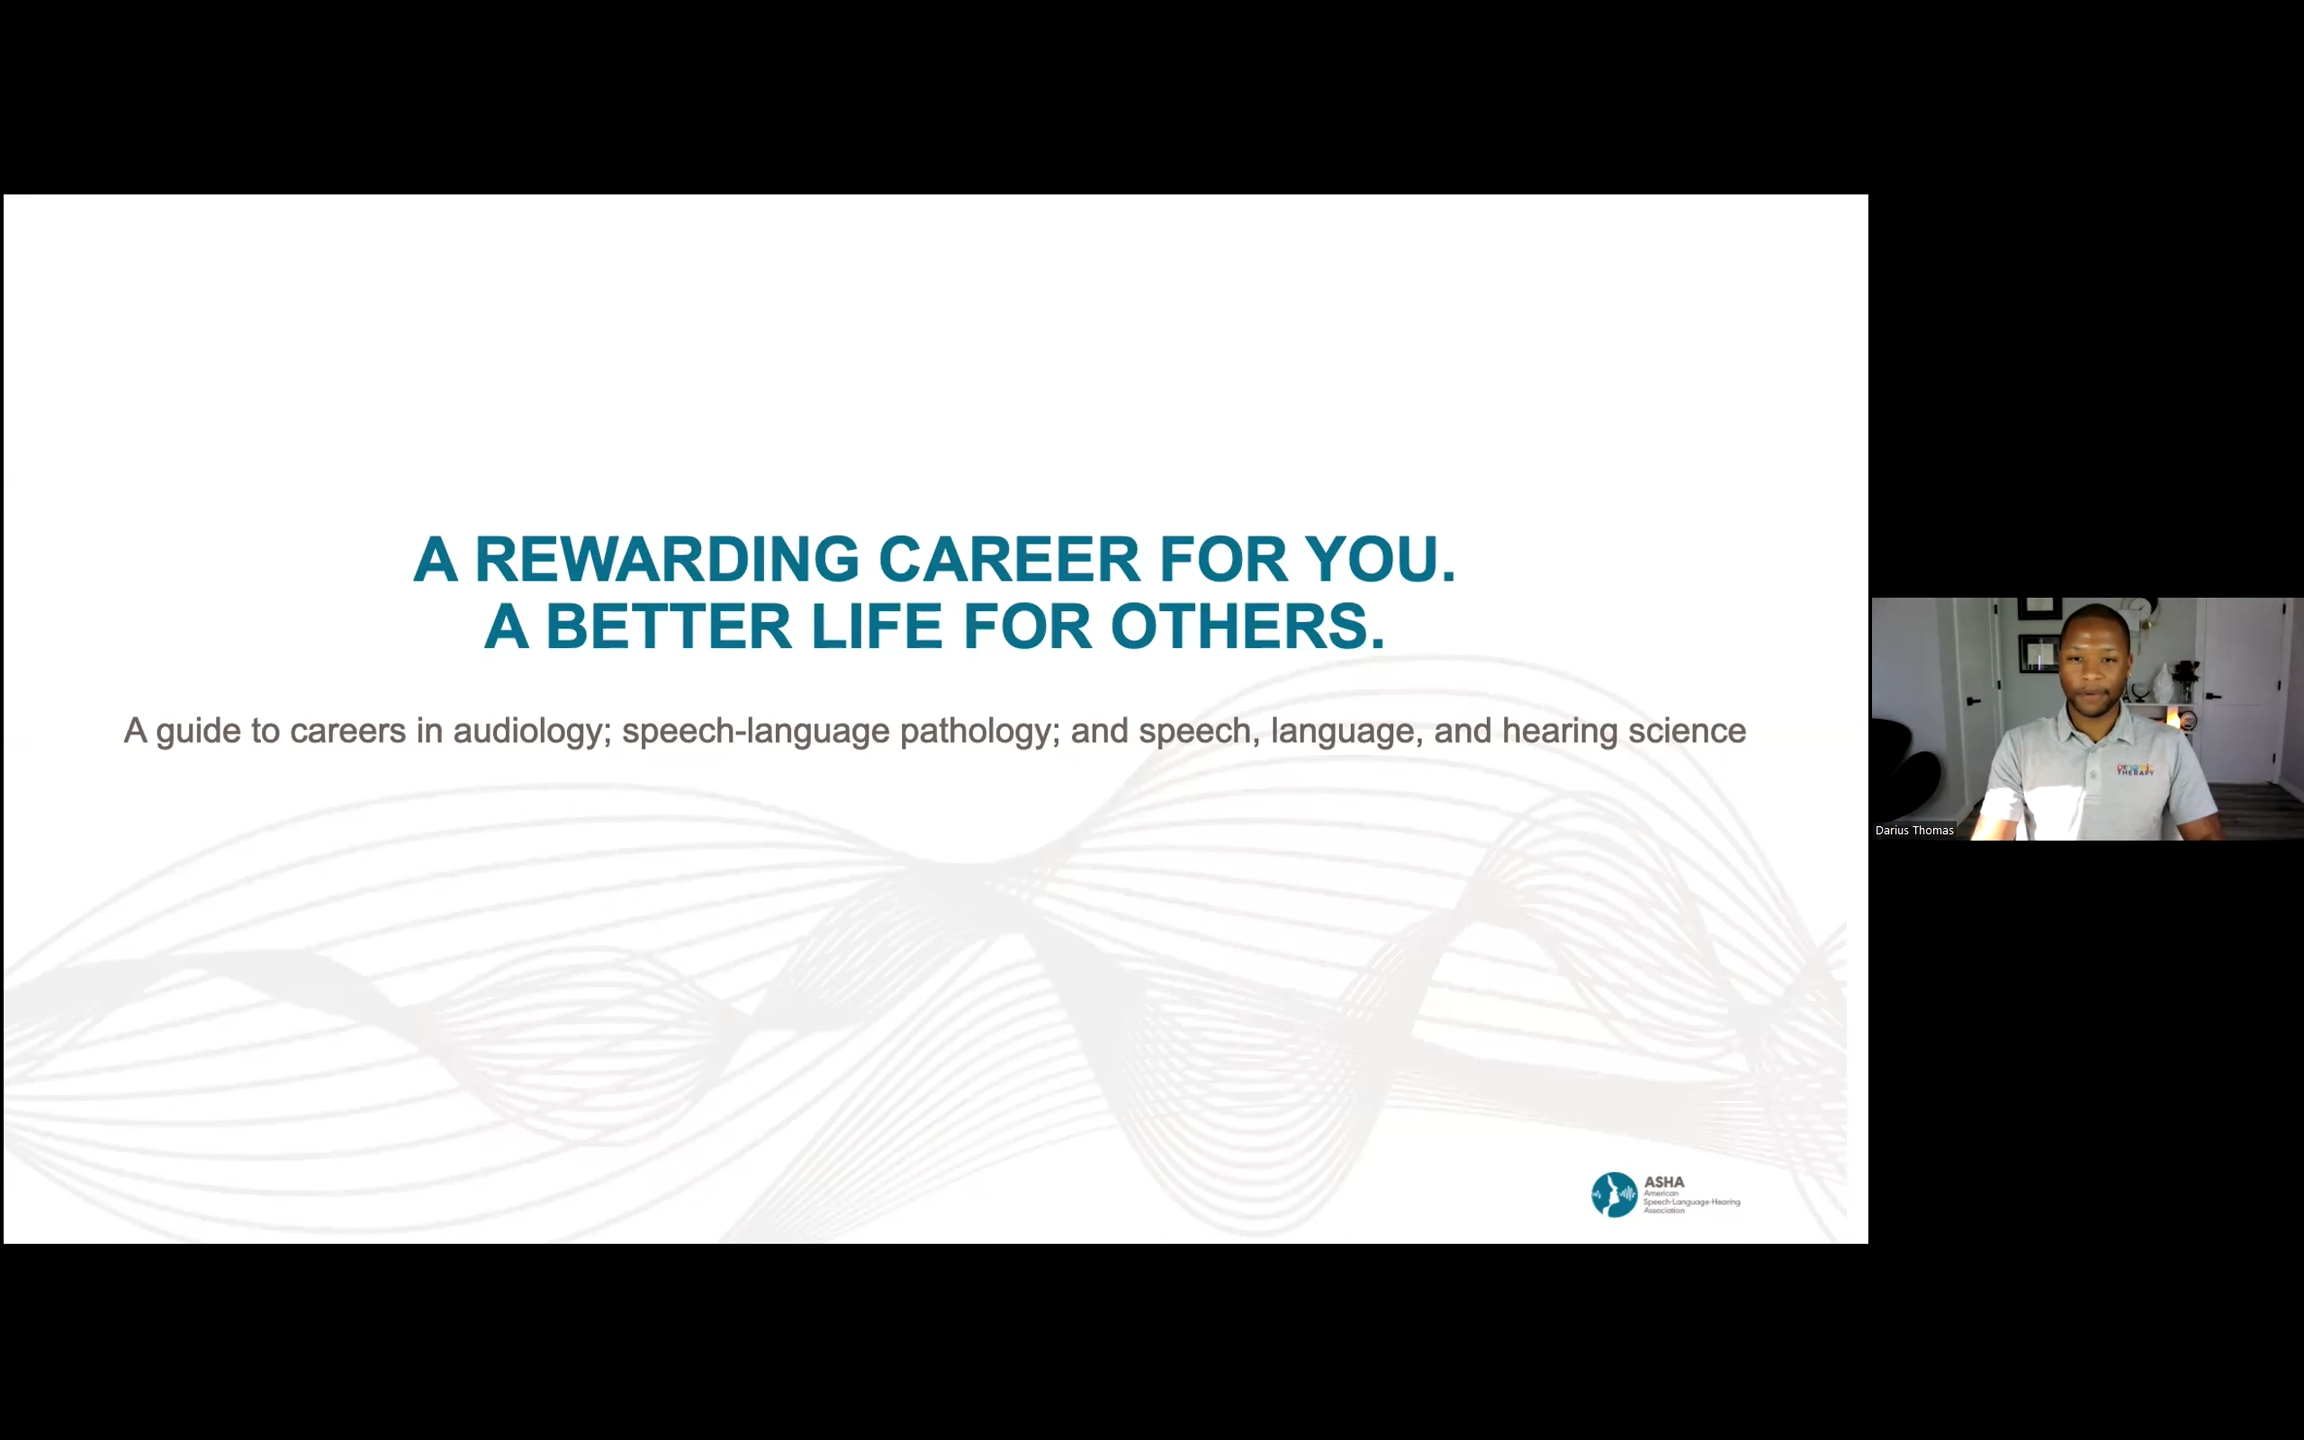 A REWARDING CAREER FOR YOU.
A BETTER LIFE FOR OTHERS.
A guide to careers in audiology; speech-language pathology; and speech, language, and hearing science
ASHA
American
Speech-Language-Hearing
Association
THERAPY
Darius Thomas